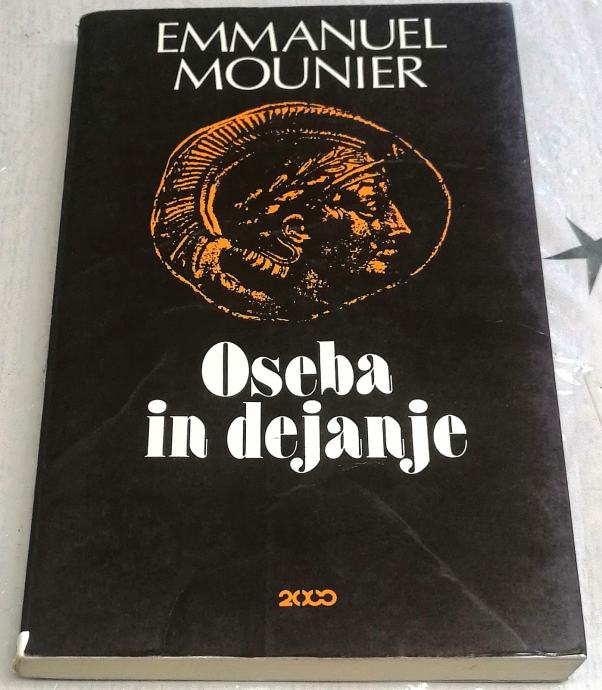 EMMANUEL
MOUNIER
Oseba
in dejanje
2000